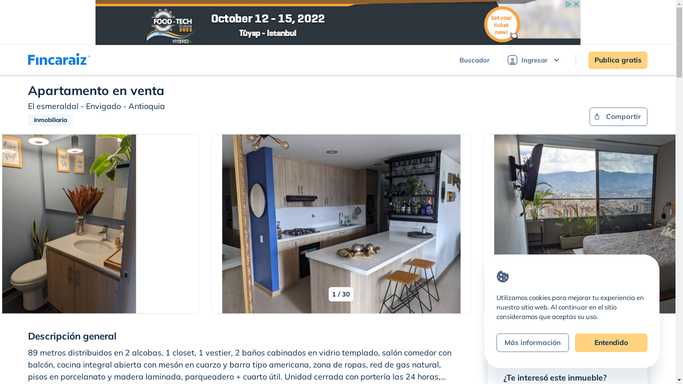 FOOD-TECH
October 12 - 15, 2022
Tüyap - Istanbul
Get your
ticket
now!
Fincaraiz
Buscador
Ingresar
Publica gratis
Apartamento en venta
El esmeraldal - Envigado - Antioquia
Inmobiliaria
Compartir
1 / 30
Utilizamos cookies para mejorar tu experiencia en
nuestro sitio web. Al continuar en el sitio
consideramos que aceptas su uso.
Más información
Entendido
Descripción general
89 metros distribuidos en 2 alcobas, 1 closet, 1 vestier, 2 baños cabinados en vidrio templado, salón comedor con
balcón, cocina integral abierta con mesón en cuarzo y barra tipo americana, zona de ropas, red de gas natural,
pisos en porcelanato y madera laminada, parqueadero + cuarto útil. Unidad cerrada con portería las 24 horas,...
¿Te interesó este inmueble?